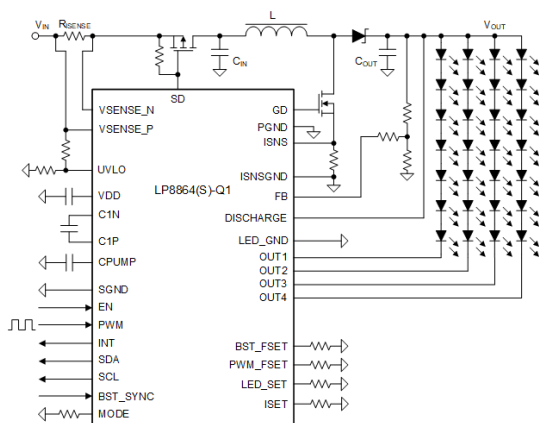 VIN RISENSE L VOUT
CIN COUT
SD
VSENSE_N GD
VSENSE_P PGND
ISNS
UVLO ISNSGND
LP8864(S)-Q1
VDD FB
C1N DISCHARGE
C1P LED_GND
CPUMP OUT1
OUT2
SGND OUT3
EN OUT4
PWM
INT BST_FSET
SDA PWM_FSET
SCL LED_SET
BST_SYNC ISET
MODE